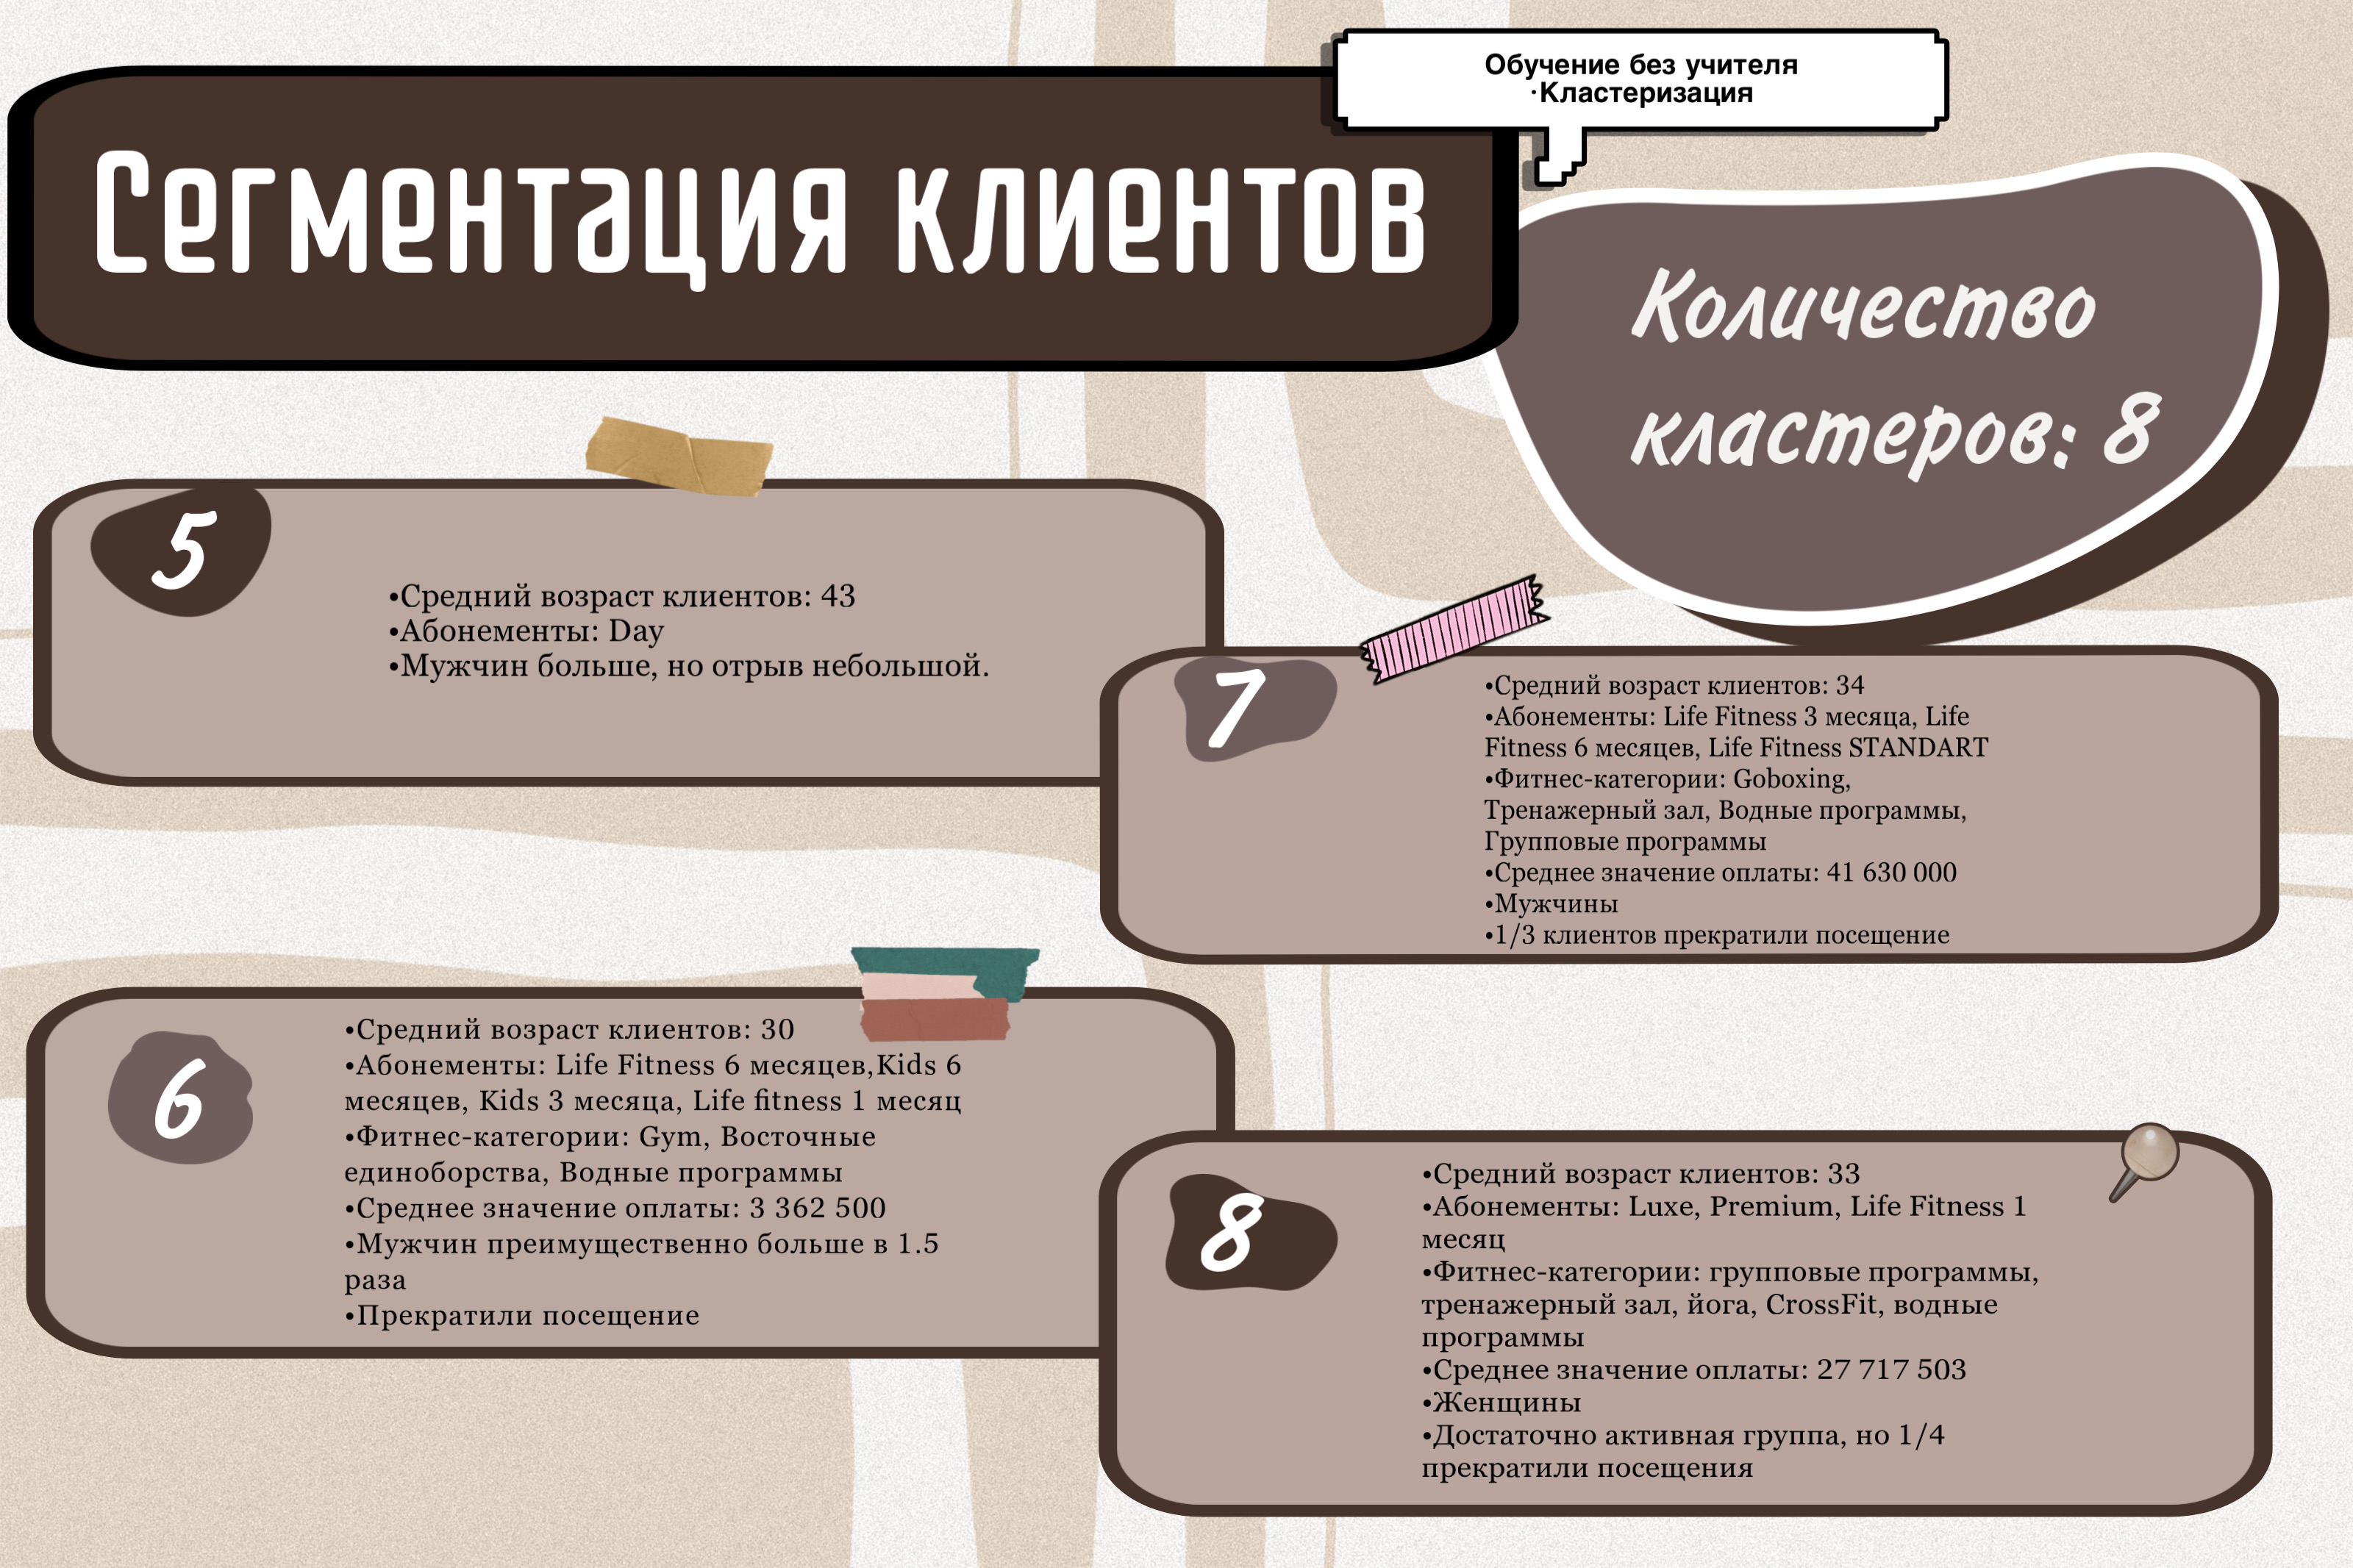 Обучение без учителя
·Кластеризация
Сегментация клиентов
Количество
кластеров: 8
5
•Средний возраст клиентов: 43
•Абонементы: Day
•Мужчин больше, но отрыв небольшой.
7
•Средний возраст клиентов: 34
•Абонементы: Life Fitness 3 месяца, Life
Fitness 6 месяцев, Life Fitness STANDART
•Фитнес-категории: Goboxing,
Тренажерный зал, Водные программы,
Групповые программы
•Среднее значение оплаты: 41 630 000
•Мужчины
•1/3 клиентов прекратили посещение
6
•Средний возраст клиентов: 30
•Абонементы: Life Fitness 6 месяцев,Kids 6
месяцев, Kids 3 месяца, Life fitness 1 месяц
•Фитнес-категории: Gym, Восточные
единоборства, Водные программы
•Среднее значение оплаты: 3 362 500
•Мужчин преимущественно больше в 1.5
раза
•Прекратили посещение
8
•Средний возраст клиентов: 33
•Абонементы: Luxe, Premium, Life Fitness 1
месяц
•Фитнес-категории: групповые программы,
тренажерный зал, йога, CrossFit, водные
программы
•Среднее значение оплаты: 27 717 503
•Женщины
•Достаточно активная группа, но 1/4
прекратили посещения